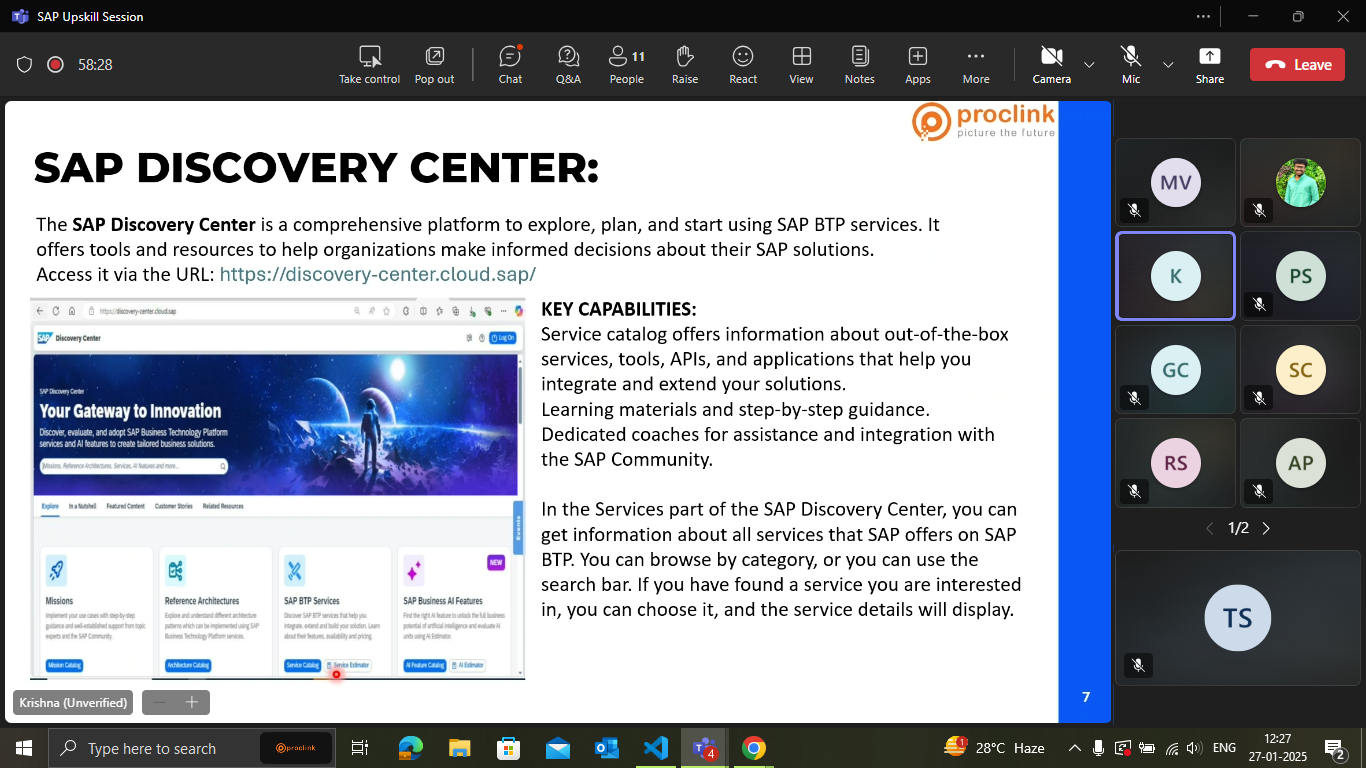 SAP Upskill Session
58:28
Take control
Pop out
Chat
Q&A
11
People
Raise
React
View
Notes
Apps
More
Camera
Mic
Share
Leave
proclink
picture the future
SAP DISCOVERY CENTER:
The SAP Discovery Center is a comprehensive platform to explore, plan, and start using SAP BTP services. It
offers tools and resources to help organizations make informed decisions about their SAP solutions.
Access it via the URL: https://discovery-center.cloud.sap/
https://discovery-center.cloud.sap
SAP Discovery Center
Log On
SAP Discovery Center
Your Gateway to Innovation
Discover, evaluate, and adopt SAP Business Technology Platform
services and AI features to create tailored business solutions.
Missions, Reference Architectures, Services, AI features and more...
Explore
In a Nutshell
Featured Content
Customer Stories
Related Resources
Events
Missions
Implement your use cases with step-by-step
guidance and well-established support from topic
experts and the SAP Community.
Mission Catalog
Reference Architectures
Explore and understand different architecture
patterns which can be implemented using SAP
Business Technology Platform services.
Architecture Catalog
SAP BTP Services
Discover SAP BTP services that help you
integrate, extend and build your solution. Learn
about their features, availability and pricing.
Service Catalog
Service Estimator
NEW
SAP Business AI Features
Find the right AI feature to unlock the full business
potential of artificial intelligence and evaluate AI
units using AI Estimator.
AI Feature Catalog
AI Estimator
KEY CAPABILITIES:
Service catalog offers information about out-of-the-box
services, tools, APIs, and applications that help you
integrate and extend your solutions.
Learning materials and step-by-step guidance.
Dedicated coaches for assistance and integration with
the SAP Community.
In the Services part of the SAP Discovery Center, you can
get information about all services that SAP offers on SAP
BTP. You can browse by category, or you can use the
search bar. If you have found a service you are interested
in, you can choose it, and the service details will display.
7
Krishna (Unverified)
MV
K
PS
GC
SC
RS
AP
1/2
TS
Type here to search
proclink
4
1
28°C Haze
ENG
12:27
27-01-2025
2